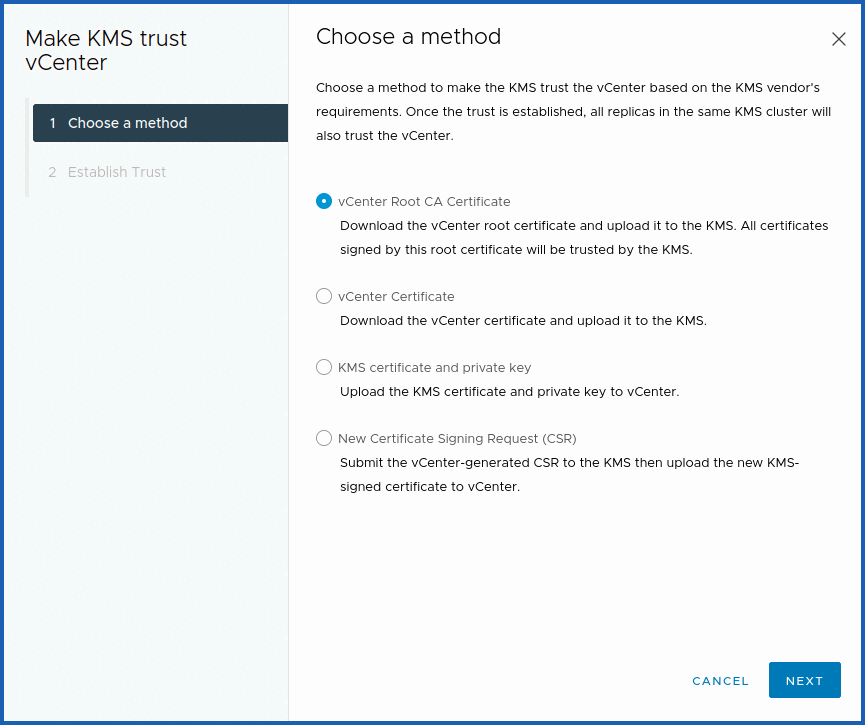 Make KMS trust
vCenter
1 Choose a method
2 Establish Trust
Choose a method
Choose a method to make the KMS trust the vCenter based on the KMS vendor's
requirements. Once the trust is established, all replicas in the same KMS cluster will
also trust the vCenter.
vCenter Root CA Certificate
Download the vCenter root certificate and upload it to the KMS. All certificates
signed by this root certificate will be trusted by the KMS.
vCenter Certificate
Download the vCenter certificate and upload it to the KMS.
KMS certificate and private key
Upload the KMS certificate and private key to vCenter.
New Certificate Signing Request (CSR)
Submit the vCenter-generated CSR to the KMS then upload the new KMS-
signed certificate to vCenter.
CANCEL NEXT